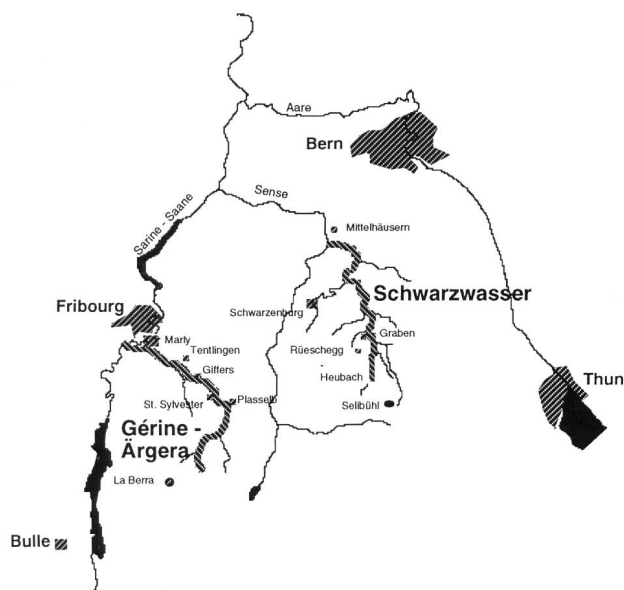 Aare
Bern
Sense
Mittelhäusern
Sarine - Saane
Schwarzwasser
Fribourg
Schwarzenburg
Marly
Graben
Tentlingen
Rüeschegg
Giffers
Heubach
Thun
St. Sylvester
Plasselb
Selibühl
Gérine -
Ärgera
La Berra
Bulle